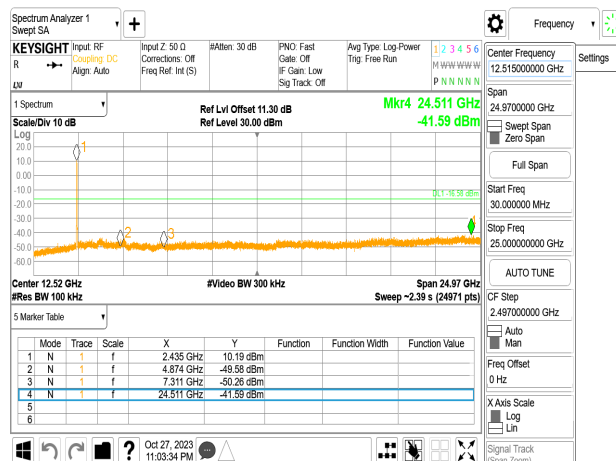 Spectrum Analyzer 1
Swept SA
Frequency
Settings
KEYSIGHT Input: RF Input Z: 50 Ω #Atten: 30 dB PNO: Fast Avg Type: Log-Power 1 2 3 4 5 6
R Coupling: DC Corrections: Off Gate: Off Trig: Free Run M W W W W W
Align: Auto Freq Ref: Int (S) IF Gain: Low
LXI Sig Track: Off P N N N N N
1 Spectrum Ref Lvl Offset 11.30 dB Mkr4 24.511 GHz
Scale/Div 10 dB Ref Level 30.00 dBm -41.59 dBm
Log
20.0
10.0
0.00
-10.0
-20.0
-30.0
-40.0
-50.0
-60.0
1
2
3
DL1 -16.58 dBm
Center 12.52 GHz #Video BW 300 kHz Span 24.97 GHz
#Res BW 100 kHz Sweep ~2.39 s (24971 pts)
5 Marker Table
Mode Trace Scale X Y Function Function Width Function Value
1 N 1 f 2.435 GHz 10.19 dBm
2 N 1 f 4.874 GHz -49.58 dBm
3 N 1 f 7.311 GHz -50.26 dBm
4 N 1 f 24.511 GHz -41.59 dBm
5
6
Oct 27, 2023
11:03:34 PM
Center Frequency
12.515000000 GHz
Span
24.9700000 GHz
Swept Span
Zero Span
Full Span
Start Freq
30.000000 MHz
Stop Freq
25.000000000 GHz
AUTO TUNE
CF Step
2.497000000 GHz
Auto
Man
Freq Offset
0 Hz
X Axis Scale
Log
Lin
Signal Track
(Span Zoom)